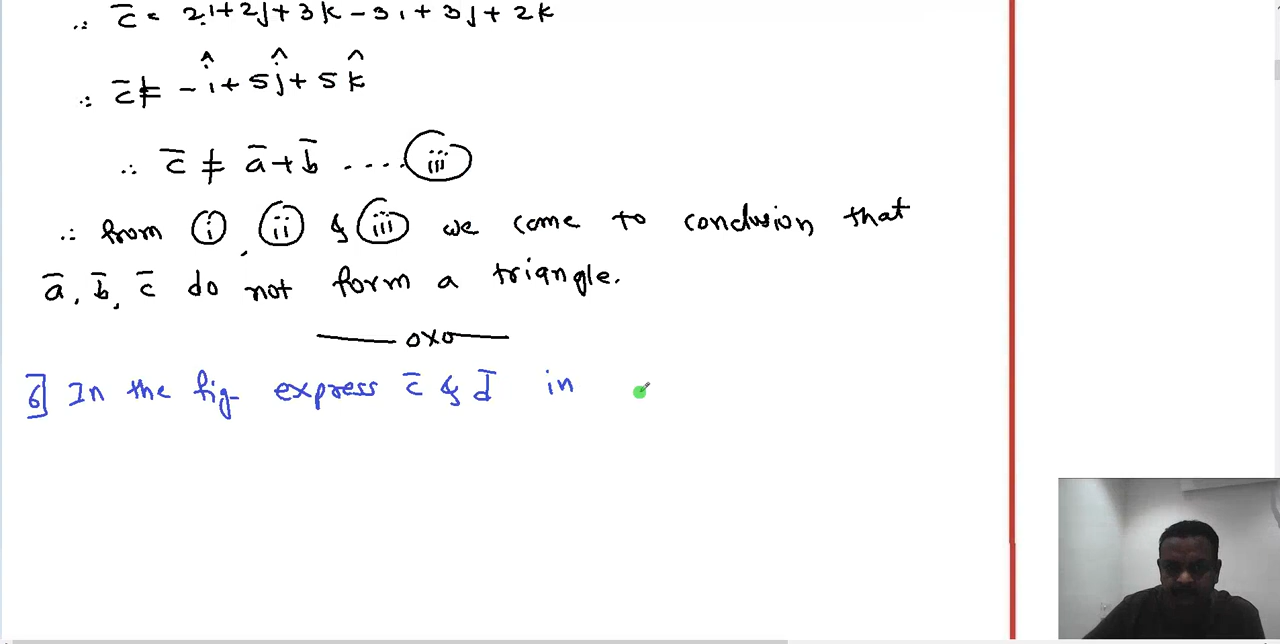 ∴ c̄ = 2i+2j+3k-3i+3j+2k
∴ c̄ ≠ -î+5ĵ+5k̂
∴ c̄ ≠ ā+b̄ ....(iii)
∴ from (i), (ii) & (iii) we come to conclusion that
ā, b̄, c̄ do not form a triangle.
oxo
6] In the fig. express c̄ & d̄ in